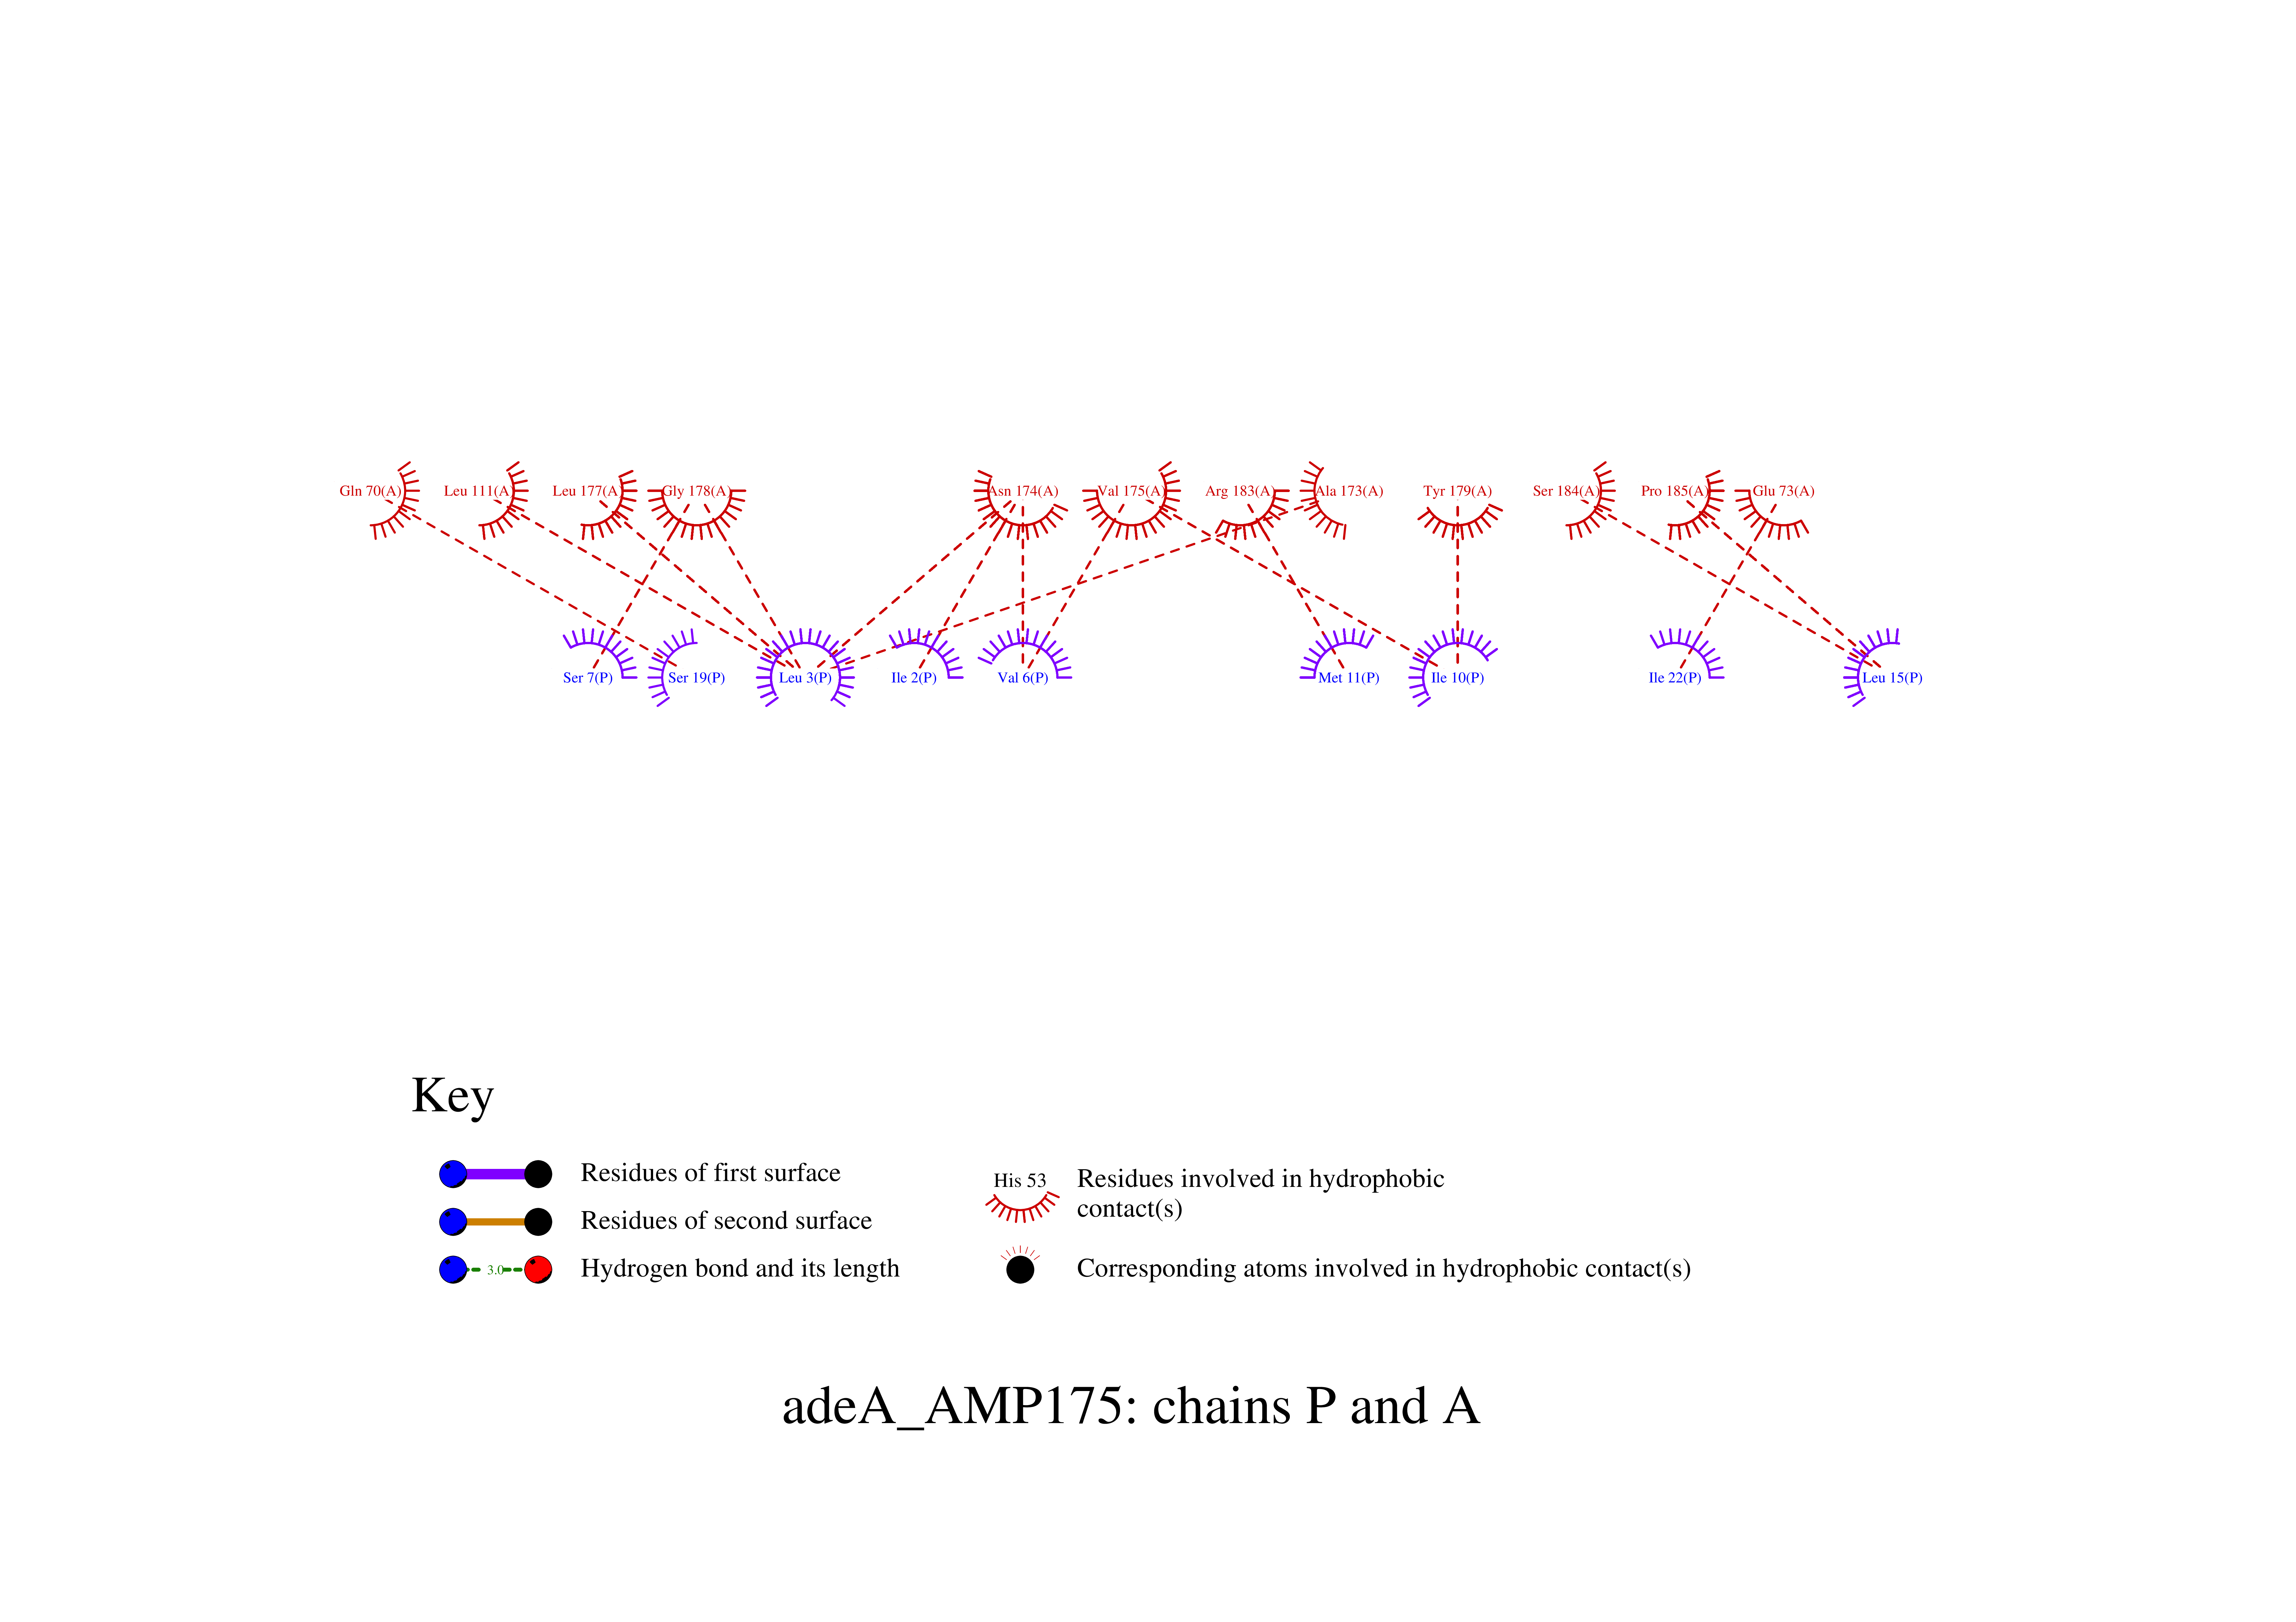 Gln 70(A) Leu 111(A) Leu 177(A) Gly 178(A) Asn 174(A) Val 175(A) Arg 183(A) Ala 173(A) Tyr 179(A) Ser 184(A) Pro 185(A) Glu 73(A)
Ser 7(P) Ser 19(P) Leu 3(P) Ile 2(P) Val 6(P) Met 11(P) Ile 10(P) Ile 22(P) Leu 15(P)
Key
Residues of first surface
Residues of second surface
3.0 Hydrogen bond and its length
His 53 Residues involved in hydrophobic
contact(s)
Corresponding atoms involved in hydrophobic contact(s)
adeA_AMP175: chains P and A